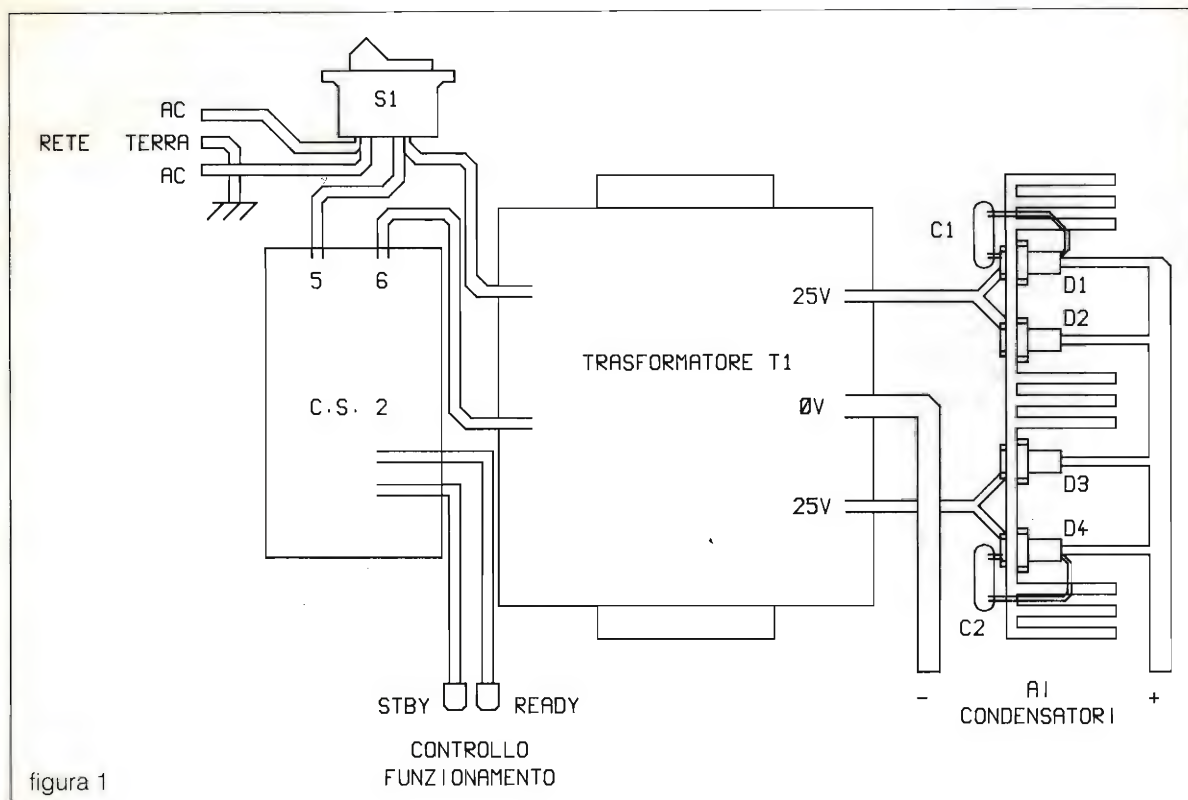 S1
AC
RETE TERRA
AC
C1
5 6
D1
25V
D2
TRASFORMATORE T1
C.S. 2
ØV
D3
25V
D4
C2
STBY READY
- AI CONDENSATORI +
CONTROLLO
FUNZIONAMENTO
figura 1